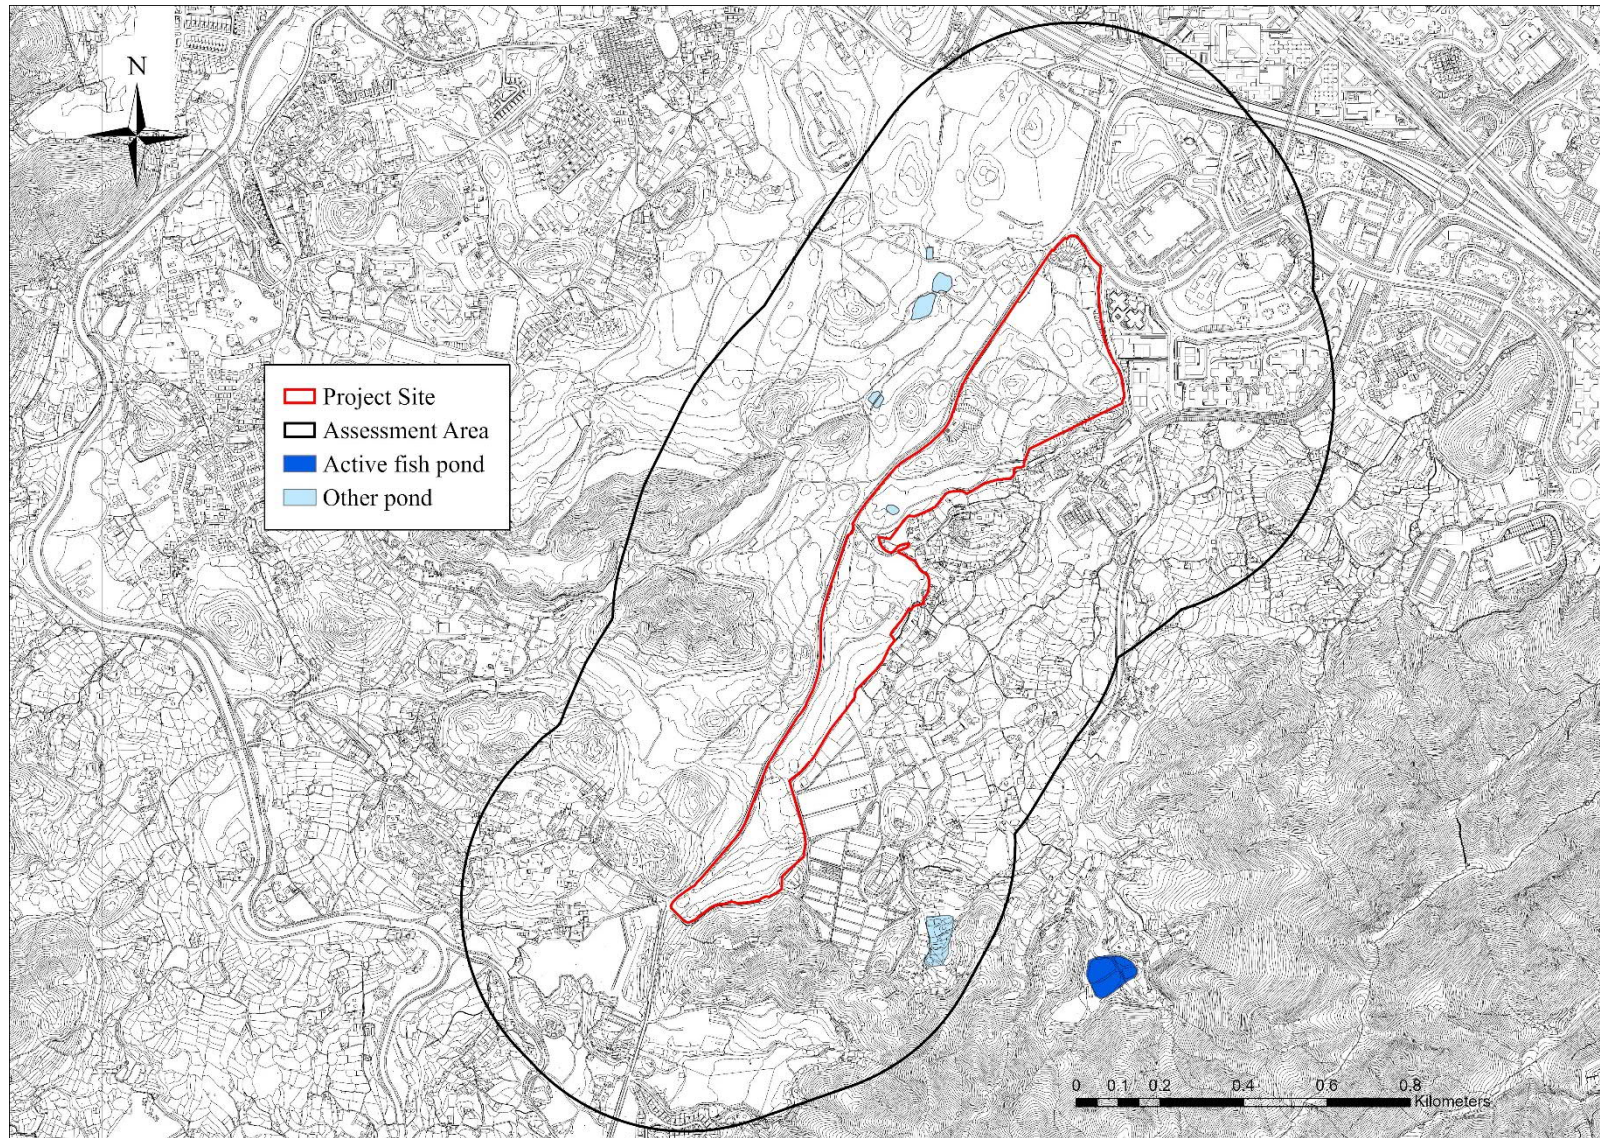 N
Project Site
Assessment Area
Active fish pond
Other pond
0 0.1 0.2 0.4 0.6 0.8
Kilometers